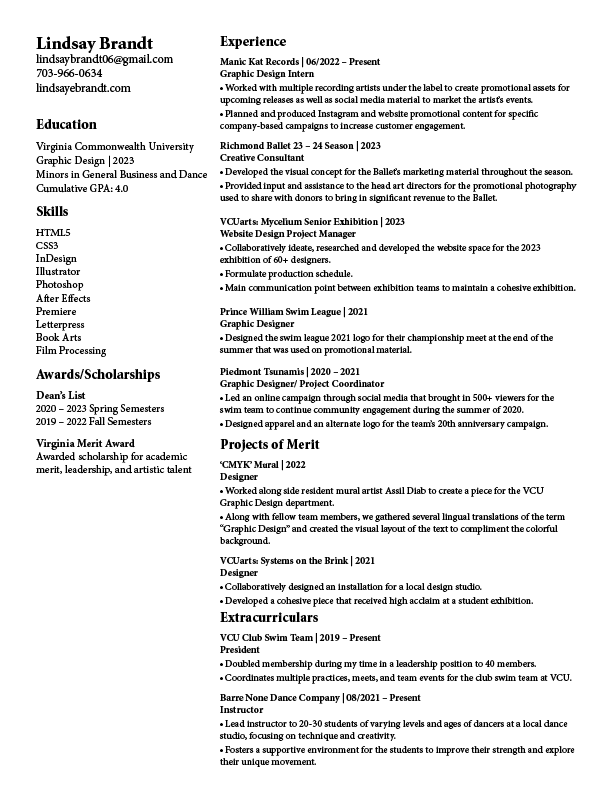 Lindsay Brandt
lindsaybrandt06@gmail.com
703-966-0634
lindsayebrandt.com
Education
Virginia Commonwealth University
Graphic Design | 2023
Minors in General Business and Dance
Cumulative GPA: 4.0
Skills
HTML5
CSS3
InDesign
Illustrator
Photoshop
After Effects
Premiere
Letterpress
Book Arts
Film Processing
Awards/Scholarships
Dean's List
2020 – 2023 Spring Semesters
2019 – 2022 Fall Semesters
Virginia Merit Award
Awarded scholarship for academic
merit, leadership, and artistic talent
Experience
Manic Kat Records | 06/2022 – Present
Graphic Design Intern
• Worked with multiple recording artists under the label to create promotional assets for
upcoming releases as well as social media material to market the artist's events.
• Planned and produced Instagram and website promotional content for specific
company-based campaigns to increase customer engagement.
Richmond Ballet 23 – 24 Season | 2023
Creative Consultant
• Developed the visual concept for the Ballet's marketing material throughout the season.
• Provided input and assistance to the head art directors for the promotional photography
used to share with donors to bring in significant revenue to the Ballet.
VCUarts: Mycelium Senior Exhibition | 2023
Website Design Project Manager
• Collaboratively ideate, researched and developed the website space for the 2023
exhibition of 60+ designers.
• Formulate production schedule.
• Main communication point between exhibition teams to maintain a cohesive exhibition.
Prince William Swim League | 2021
Graphic Designer
• Designed the swim league 2021 logo for their championship meet at the end of the
summer that was used on promotional material.
Piedmont Tsunamis | 2020 – 2021
Graphic Designer/ Project Coordinator
• Led an online campaign through social media that brought in 500+ viewers for the
swim team to continue community engagement during the summer of 2020.
• Designed apparel and an alternate logo for the team's 20th anniversary campaign.
Projects of Merit
'CMYK' Mural | 2022
Designer
• Worked along side resident mural artist Assil Diab to create a piece for the VCU
Graphic Design department.
• Along with fellow team members, we gathered several lingual translations of the term
"Graphic Design" and created the visual layout of the text to compliment the colorful
background.
VCUarts: Systems on the Brink | 2021
Designer
• Collaboratively designed an installation for a local design studio.
• Developed a cohesive piece that received high acclaim at a student exhibition.
Extracurriculars
VCU Club Swim Team | 2019 – Present
President
• Doubled membership during my time in a leadership position to 40 members.
• Coordinates multiple practices, meets, and team events for the club swim team at VCU.
Barre None Dance Company | 08/2021 – Present
Instructor
• Lead instructor to 20-30 students of varying levels and ages of dancers at a local dance
studio, focusing on technique and creativity.
• Fosters a supportive environment for the students to improve their strength and explore
their unique movement.